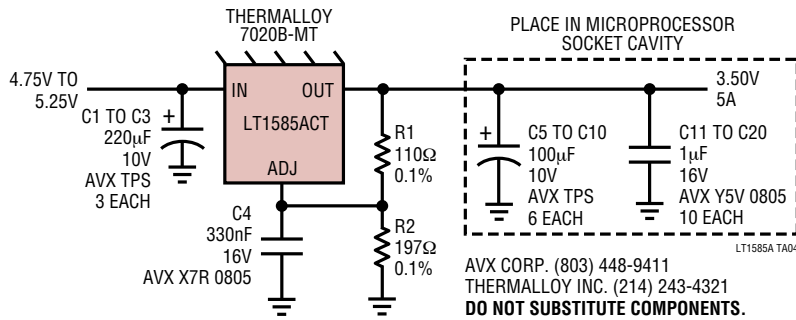 THERMALLOY
7020B-MT
PLACE IN MICROPROCESSOR
SOCKET CAVITY
4.75V TO
5.25V
IN
OUT
LT1585ACT
ADJ
3.50V
5A
C1 TO C3
220µF
10V
AVX TPS
3 EACH
+
R1
110Ω
0.1%
+
C5 TO C10
100µF
10V
AVX TPS
6 EACH
C11 TO C20
1µF
16V
AVX Y5V 0805
10 EACH
C4
330nF
16V
AVX X7R 0805
R2
197Ω
0.1%
LT1585A TA04
AVX CORP. (803) 448-9411
THERMALLOY INC. (214) 243-4321
DO NOT SUBSTITUTE COMPONENTS.